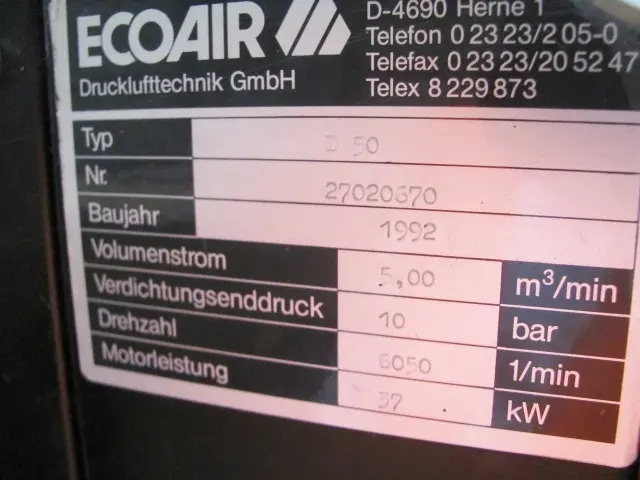 ECOAIR
Drucklufttechnik GmbH
D-4690 Herne 1
Telefon 0 23 23/2 05-0
Telefax 0 23 23/20 52 47
Telex 8 229 873
Typ D 50
Nr. 27020670
Baujahr 1992
Volumenstrom 5,00 m³/min
Verdichtungsenddruck 10 bar
Drehzahl 6050 1/min
Motorleistung 37 kW